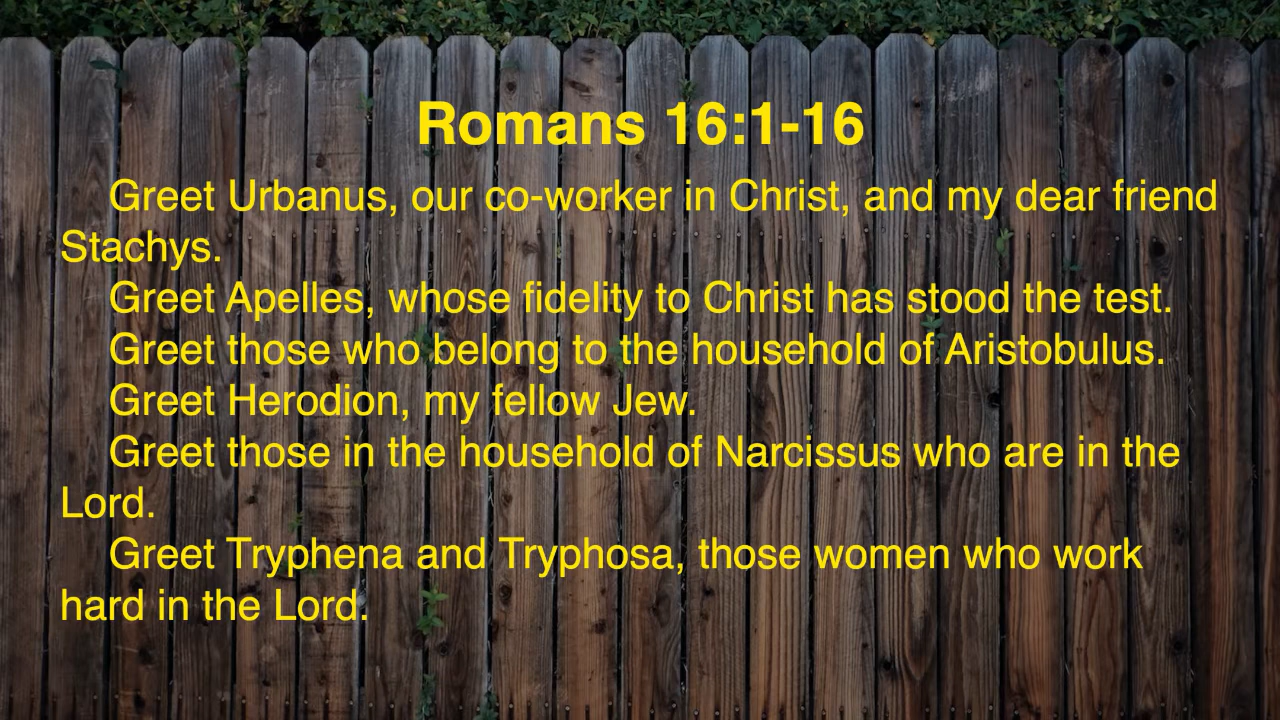 Romans 16:1-16
Greet Urbanus, our co-worker in Christ, and my dear friend
Stachys.
Greet Apelles, whose fidelity to Christ has stood the test.
Greet those who belong to the household of Aristobulus.
Greet Herodion, my fellow Jew.
Greet those in the household of Narcissus who are in the
Lord.
Greet Tryphena and Tryphosa, those women who work
hard in the Lord.